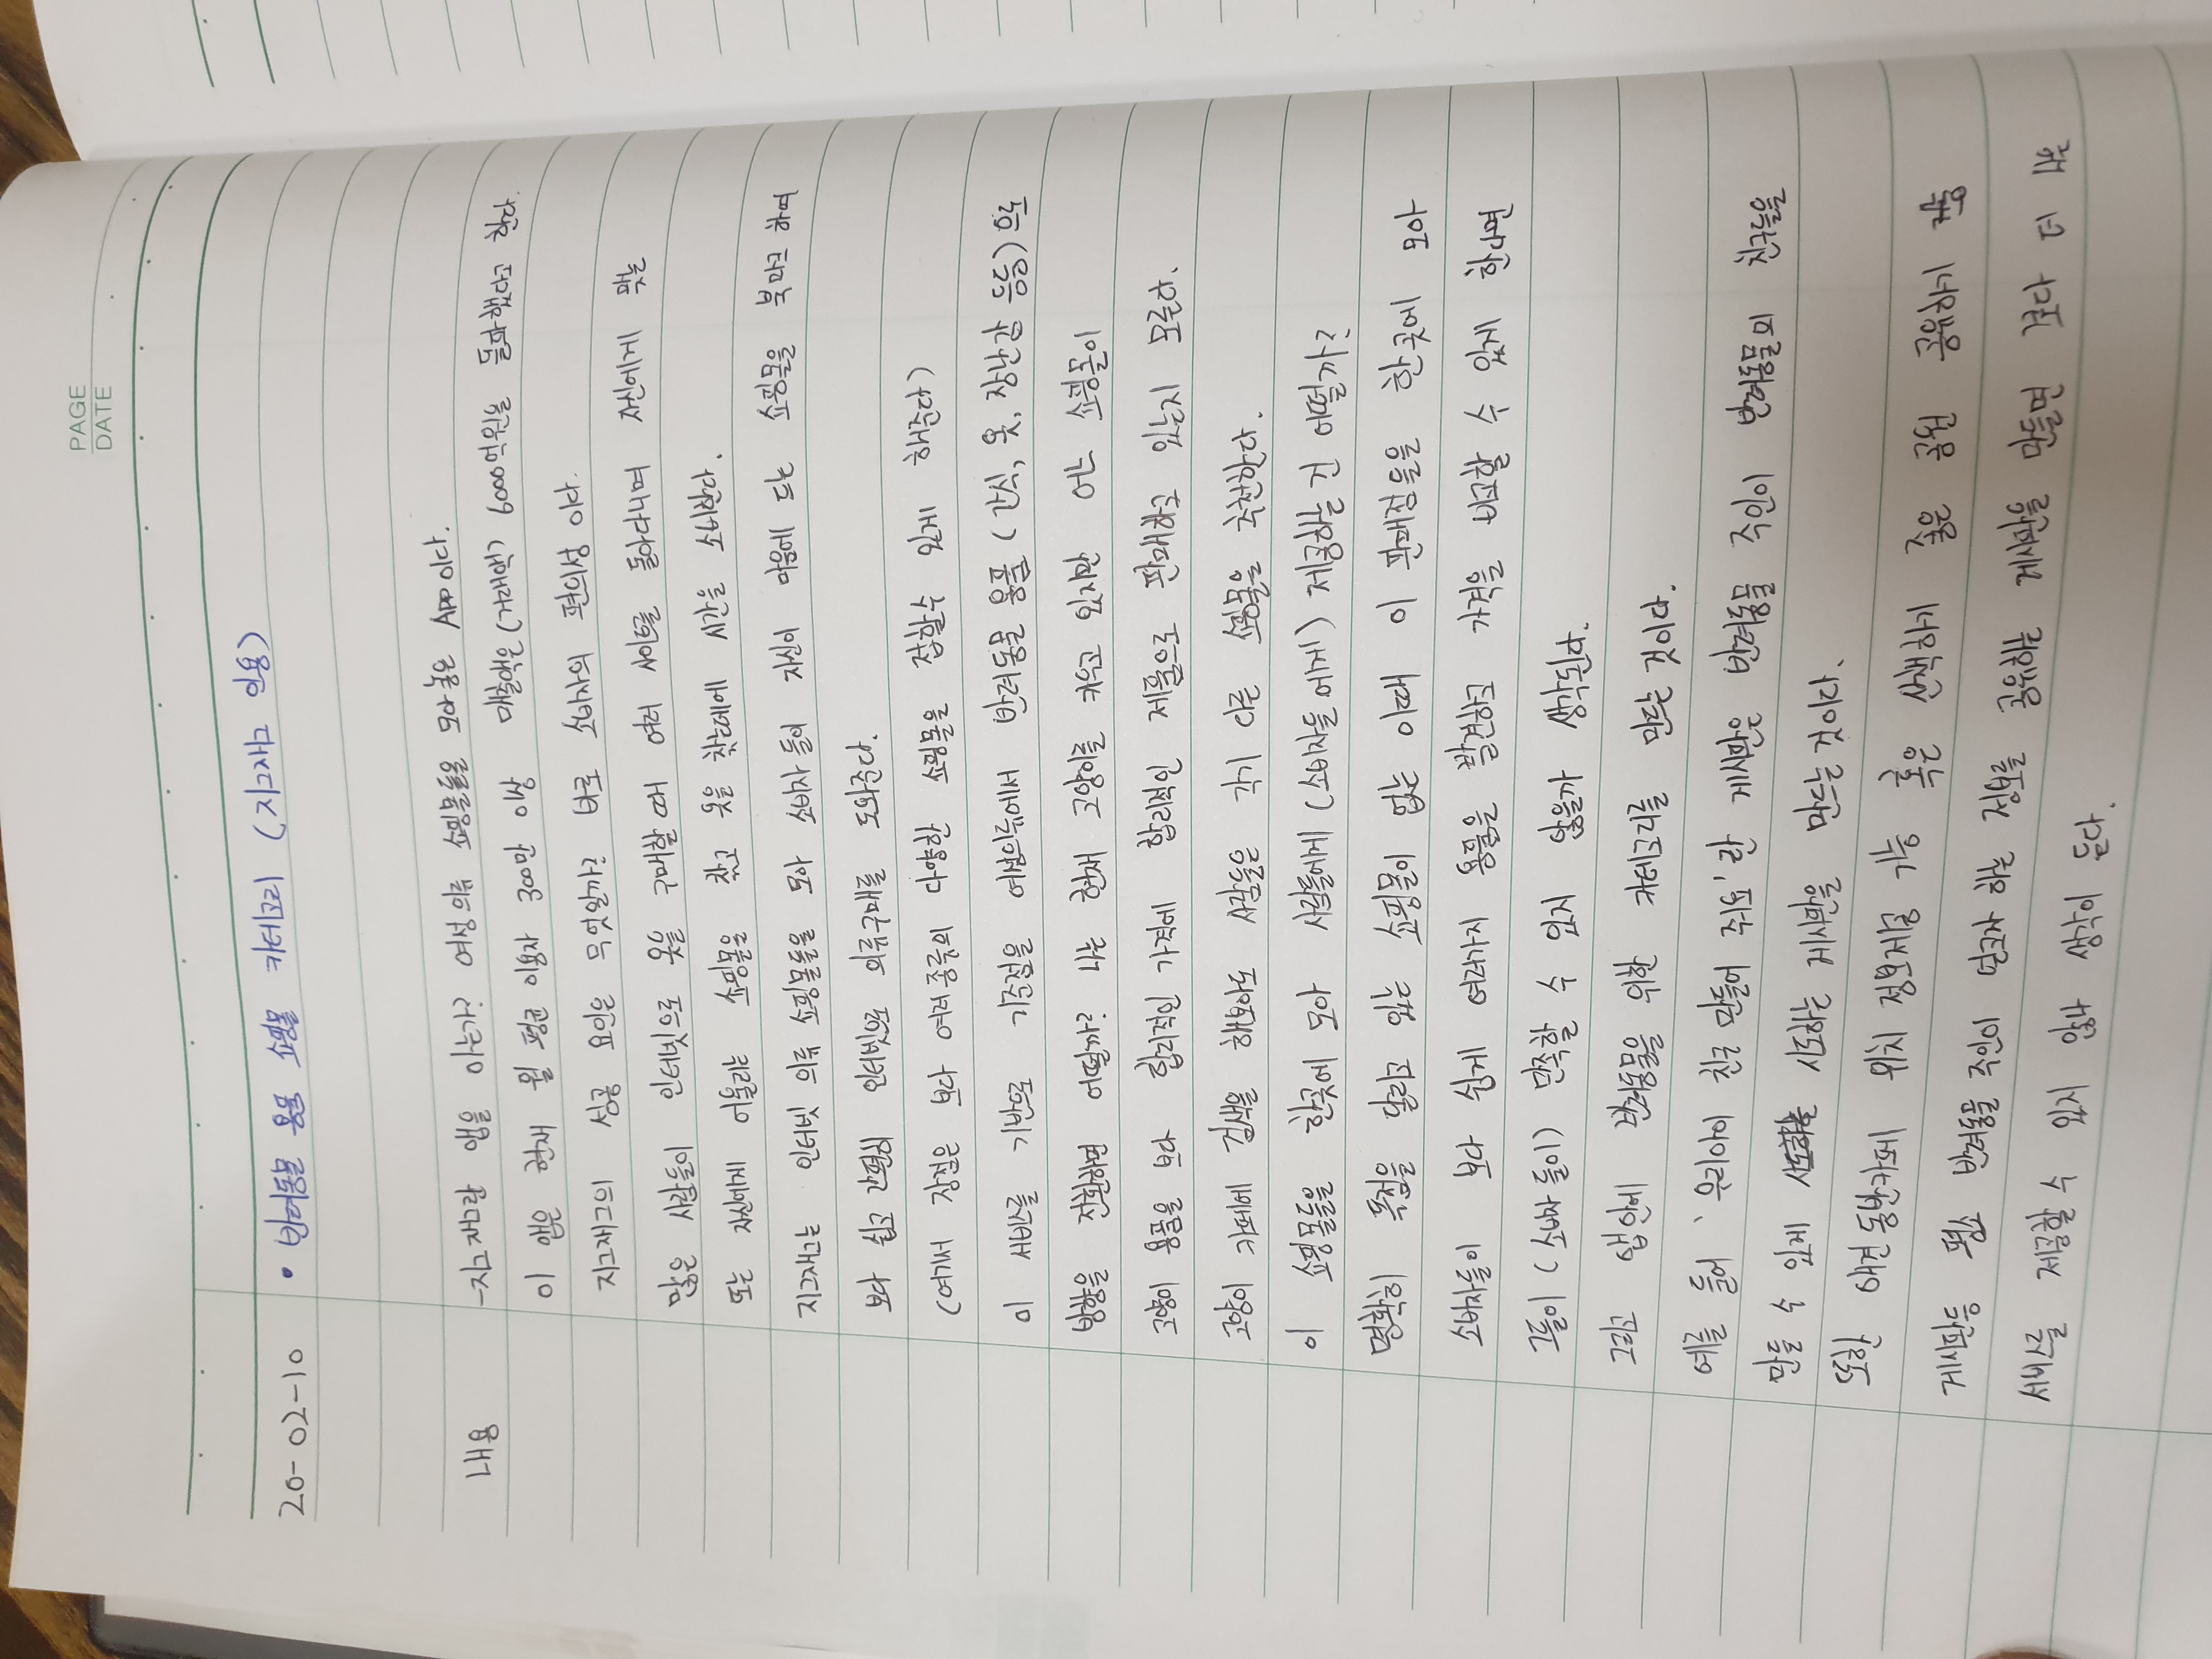 PAGE
DATE
20-02-10 • 반려동물 용품 쇼핑몰 카테고리 (지그재그 인용)
내용 -지그재그란 앱을 아는가? 여성의류 쇼핑몰들을 모아놓은 APP이다.
이 앱은 현재 월 평균 이용자 300만 이상 매출액은(거래액) 6000억원을 돌파했다고 한다.
지그재그의 성공 요인은 무엇일까? 바로 소비자의 편의성 이다.
많은 사람들이 인터넷으로 옷을 구매할 때 여러 사이트를 돌아다니며 자신에게 맞는
또는 자신에게 어울리는 쇼핑몰을 찾고 옷을 찾는데에 시간을 소비한다.
지그재그는 인터넷 의류 쇼핑몰들을 모아 소비자 들이 자신이 마음에 드는 쇼핑몰을 북마크 하여
보다 쉽고 간편히 인터넷으로 의류구매를 도와준다.
(여기서 장점은 보다 여러종류의 다양한 쇼핑몰을 접할수 있게 해준다)
이 서비스를 기반으로 기준점을 여성의류에서 반려동물 용품 (간식, 옷, 장난감 등등)으로
방향을 전환하면 어떨까? 나는 현재 고양이를 키우고 있지만 어느 쇼핑몰이
고양이 용품을 보다 합리적인 가격에 합리적인 제품으로 판매하고 있는지 모른다.
고양이 카페에 검색을 해보아도 사람들은 각기 다른 쇼핑몰을 추천한다.
이 쇼핑몰들을 한곳에 모아 사람들에게 (소비자들 에게) 제공하는 건 어떨까?
명확히 독점을 달리고 있는 쇼핑몰이 없는 이때 이 판매점들을 한곳에 모아
소비자들이 보다 쉽게 여러가지 용품을 발견하고 가격을 비교할 수 있게 한다면
그들이 (소비자 들이) 만족할 수 있지 않을까 생각된다.
그리고 앱안에 반려동물을 위한 카테고리를 만드는 것이다.
예를 들어 '우리아이 친구 만들어 줘요'란 게시판은 반려동물 주인이 반려동물의 친구들을
만들 수 있게 시도하는 게시판을 만드는 것이다.
또한 애견 동반카페 위치 정보제공 기능 혹은 산책하기 좋은 공원 공유하기
게시판등 평소 반려동물 주인이 얻고자 하는 정보를 공유하는 게시판을 만들면 보다 더 나은
서비스를 제공할 수 있지 않나 생각이 든다.